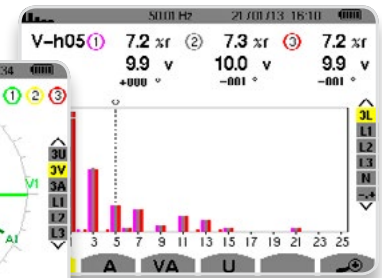 50.01 Hz 21/01/13 16:10
V-h05 1 7.2 %r 2 7.3 %r 3 7.2 %r
9.9 v 10.0 v 9.9 v
+000 ° -001 ° -001 °
34
1 2 3
3U
3V
3A
L1
L2
L3
V1
A1
3L
L1
L2
L3
N
-.+
3 5 7 9 11 13 15 17 19 21 23 25
A VA U